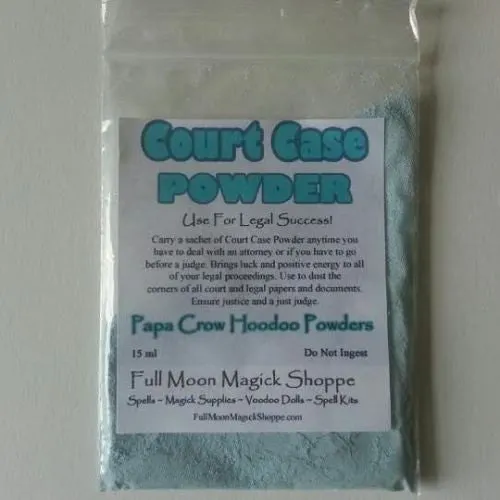 Court Case
POWDER
Use For Legal Success!
Carry a sachet of Court Case Powder anytime you
have to deal with an attorney or if you have to go
before a judge. Brings luck and positive energy to all
of your legal proceedings. Use to dust the
corners of all court and legal papers and documents.
Ensure justice and a just judge.
Papa Crow Hoodoo Powders
15 ml Do Not Ingest
Full Moon Magick Shoppe
Spells ~ Magick Supplies ~ Voodoo Dolls ~ Spell Kits
FullMoonMagickShoppe.com